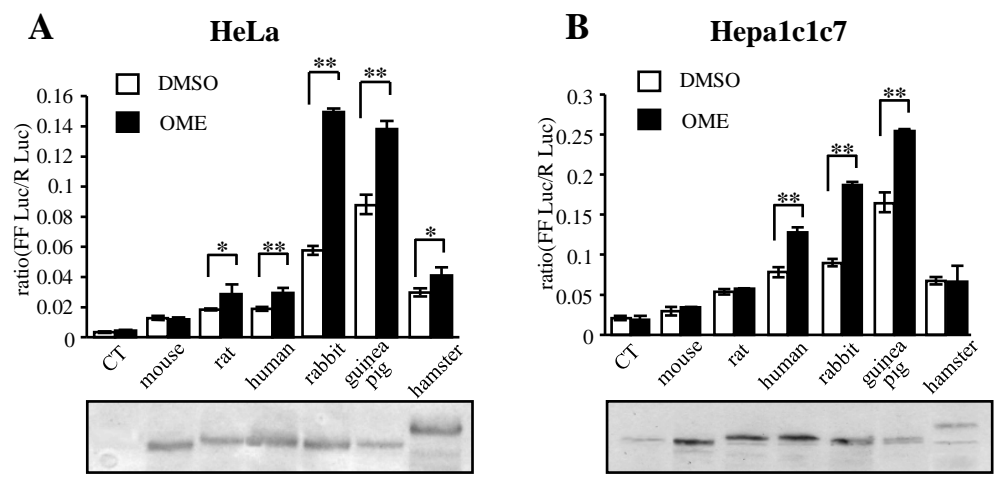 A
HeLa
DMSO
OME
ratio(FF Luc/R Luc)
0.16
0.14
0.12
0.1
0.08
0.06
0.04
0.02
0
*
**
**
**
*
CT
mouse
rat
human
rabbit
guinea
pig
hamster
B
Hepa1c1c7
DMSO
OME
ratio(FF Luc/R Luc)
0.3
0.25
0.2
0.15
0.1
0.05
0
**
**
**
CT
mouse
rat
human
rabbit
guinea
pig
hamster